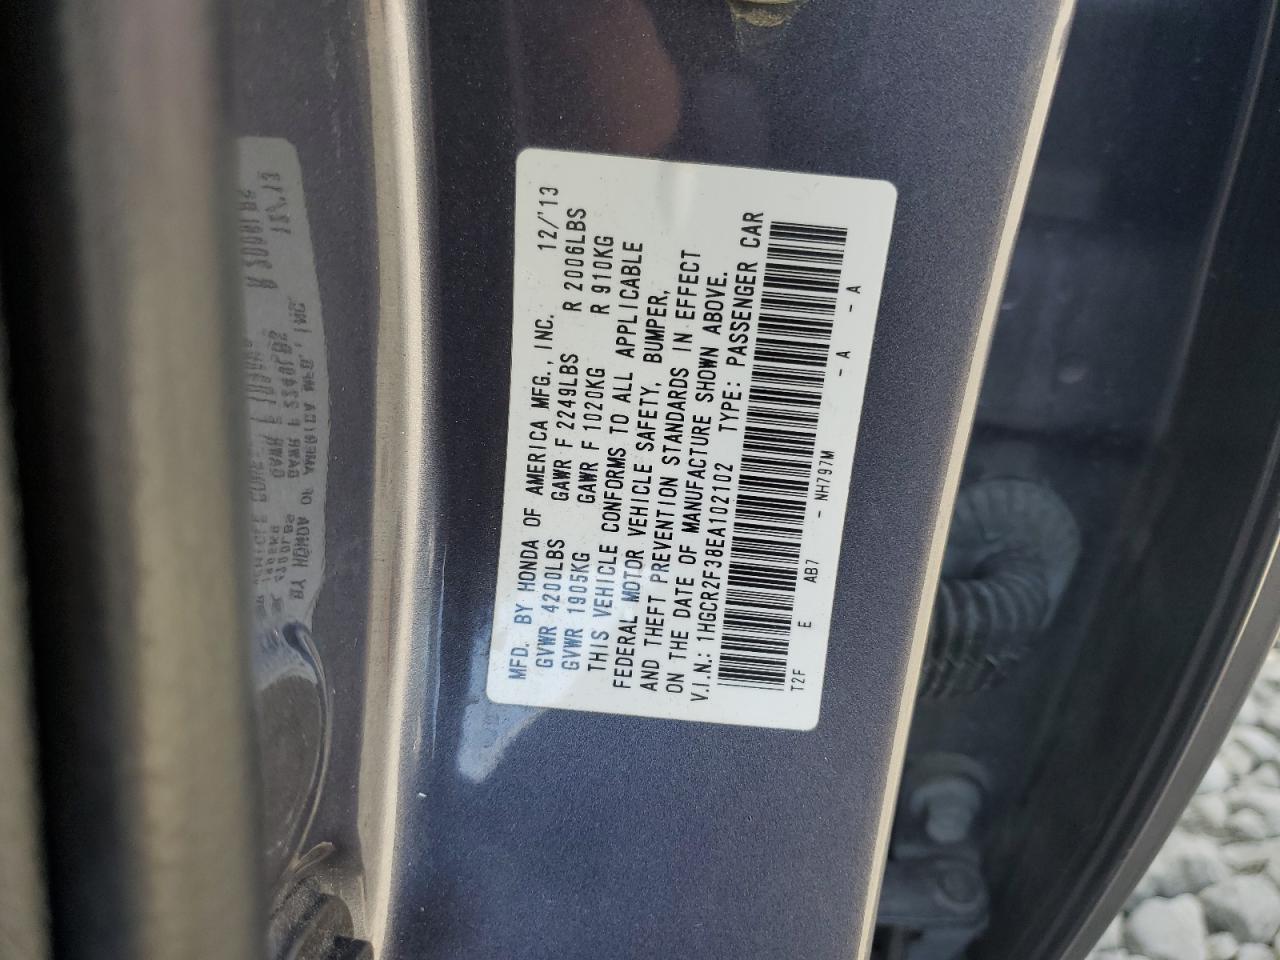 MFD. BY HONDA OF AMERICA MFG., INC. 12/'13
GVWR 4200LBS GAWR F 2249LBS R 2006LBS
GVWR 1905KG GAWR F 1020KG R 910KG
THIS VEHICLE CONFORMS TO ALL APPLICABLE
FEDERAL MOTOR VEHICLE SAFETY, BUMPER,
AND THEFT PREVENTION STANDARDS IN EFFECT
ON THE DATE OF MANUFACTURE SHOWN ABOVE.
V.I.N.: 1HGCR2F38EA102102 TYPE: PASSENGER CAR
T2F E AB7 - NH797M - A - A